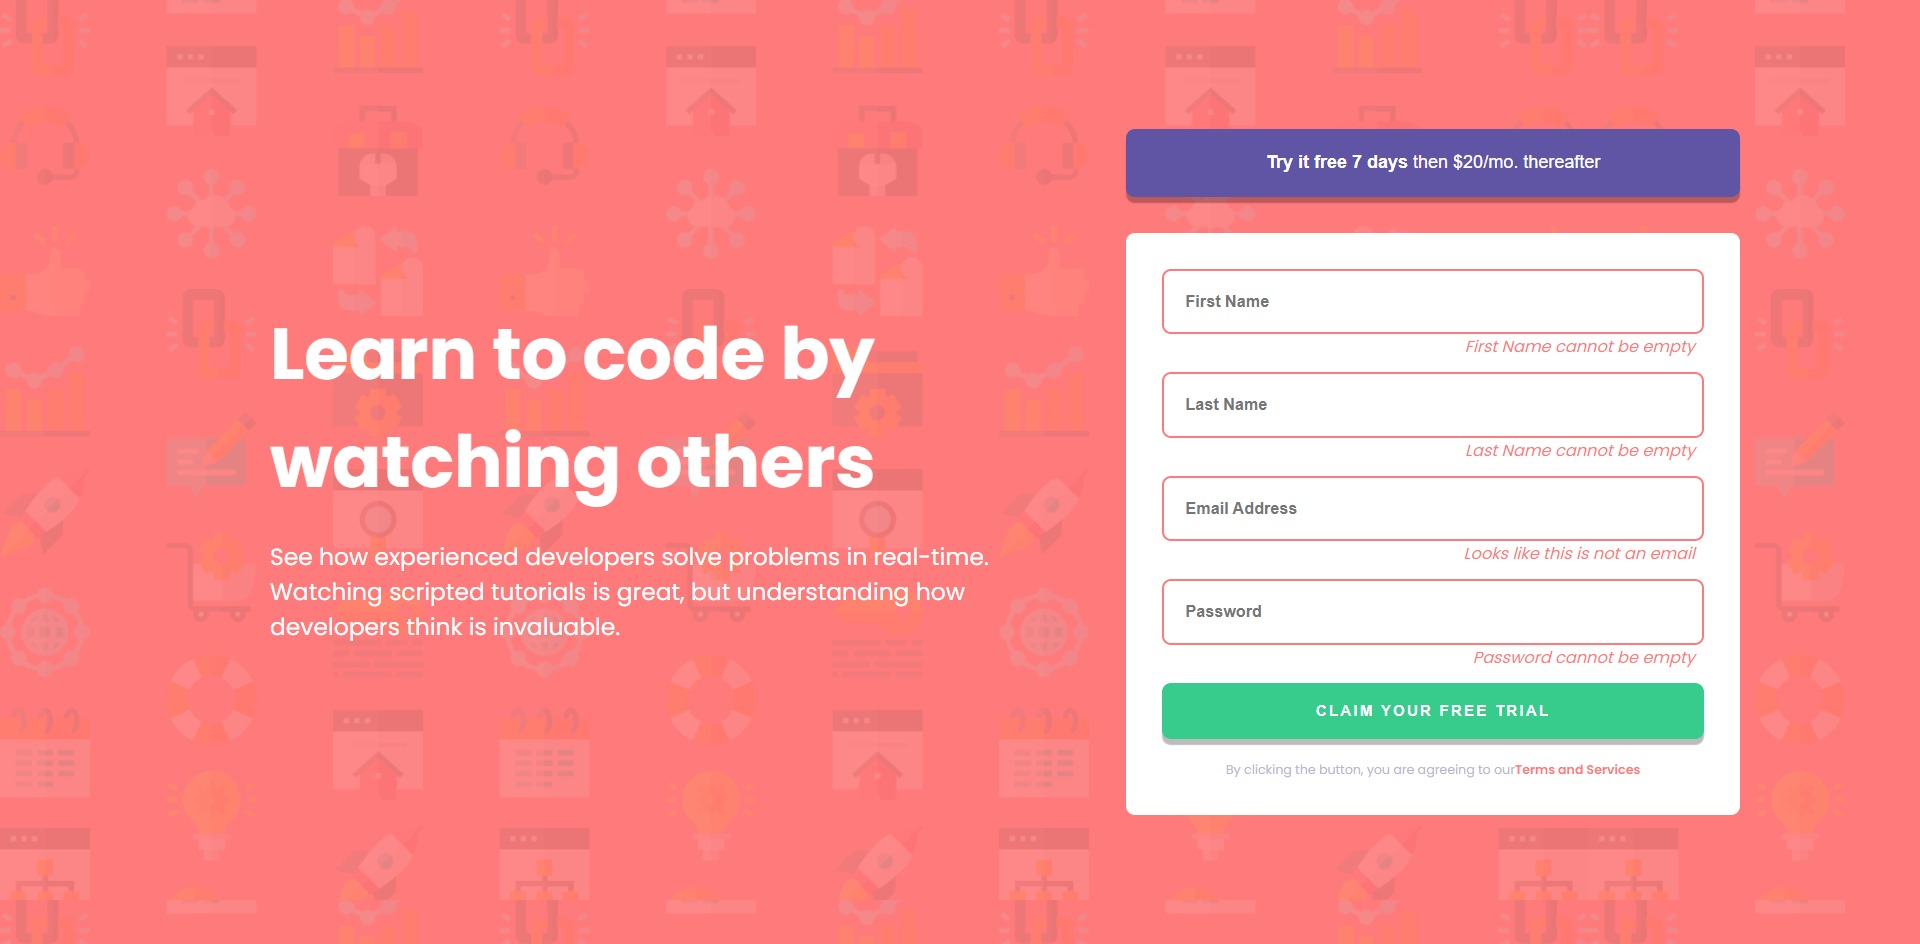 Learn to code by
watching others
See how experienced developers solve problems in real-time.
Watching scripted tutorials is great, but understanding how
developers think is invaluable.
Try it free 7 days then $20/mo. thereafter
First Name
First Name cannot be empty
Last Name
Last Name cannot be empty
Email Address
Looks like this is not an email
Password
Password cannot be empty
CLAIM YOUR FREE TRIAL
By clicking the button, you are agreeing to ourTerms and Services